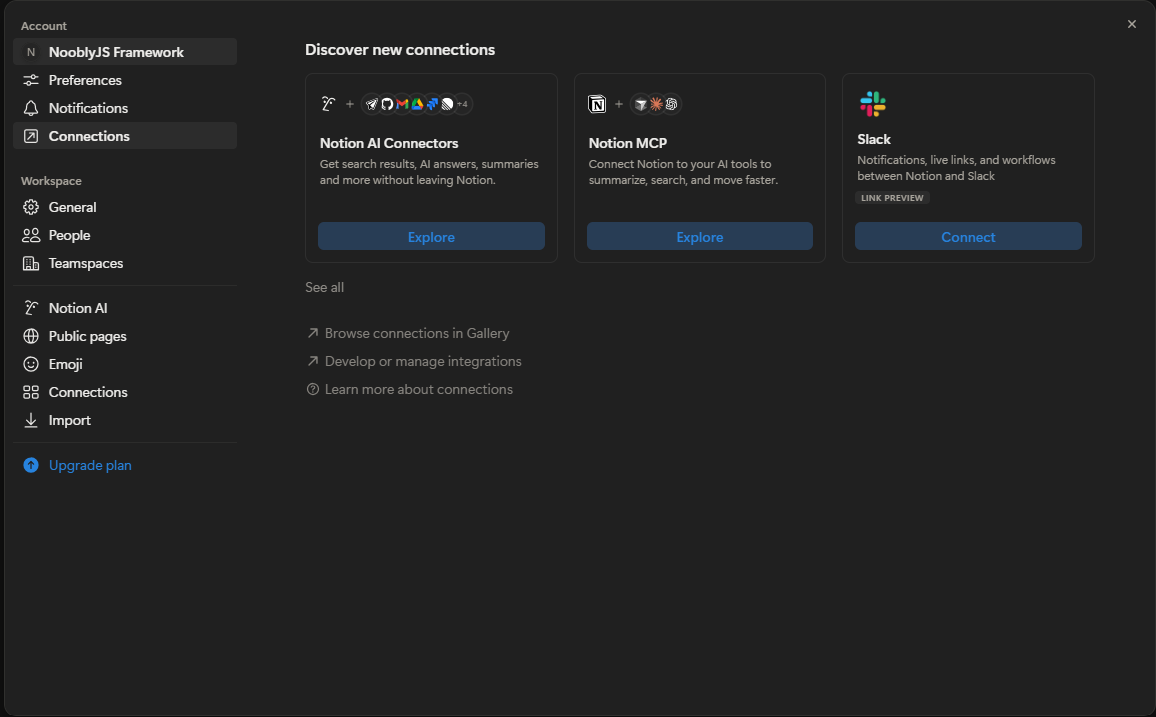 Account
N NooblyJS Framework
Preferences
Notifications
Connections
Workspace
General
People
Teamspaces
Notion AI
Public pages
Emoji
Connections
Import
Upgrade plan
Discover new connections
+ +4
Notion AI Connectors
Get search results, AI answers, summaries
and more without leaving Notion.
Explore
N +
Notion MCP
Connect Notion to your AI tools to
summarize, search, and move faster.
Explore
Slack
Notifications, live links, and workflows
between Notion and Slack
LINK PREVIEW
Connect
See all
Browse connections in Gallery
Develop or manage integrations
Learn more about connections